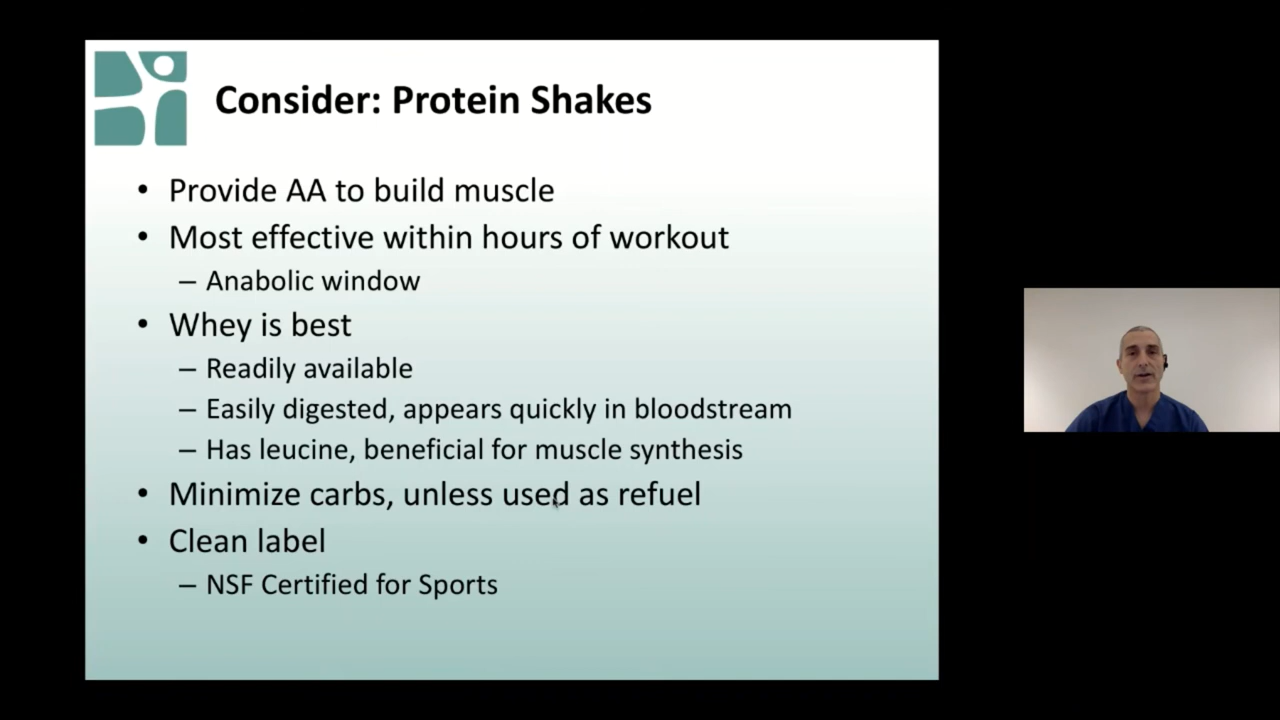 Consider: Protein Shakes
• Provide AA to build muscle
• Most effective within hours of workout
– Anabolic window
• Whey is best
– Readily available
– Easily digested, appears quickly in bloodstream
– Has leucine, beneficial for muscle synthesis
• Minimize carbs, unless used as refuel
• Clean label
– NSF Certified for Sports